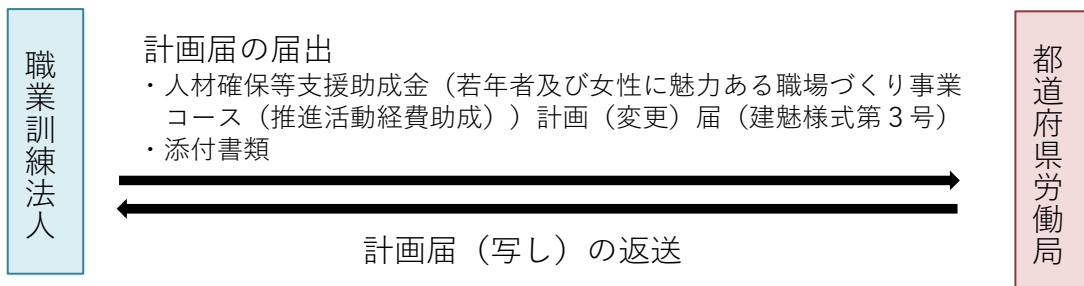 職業訓練法人
計画届の届出
・人材確保等支援助成金（若年者及び女性に魅力ある職場づくり事業
コース（推進活動経費助成））計画（変更）届（建魅様式第３号）
・添付書類
計画届（写し）の返送
都道府県労働局